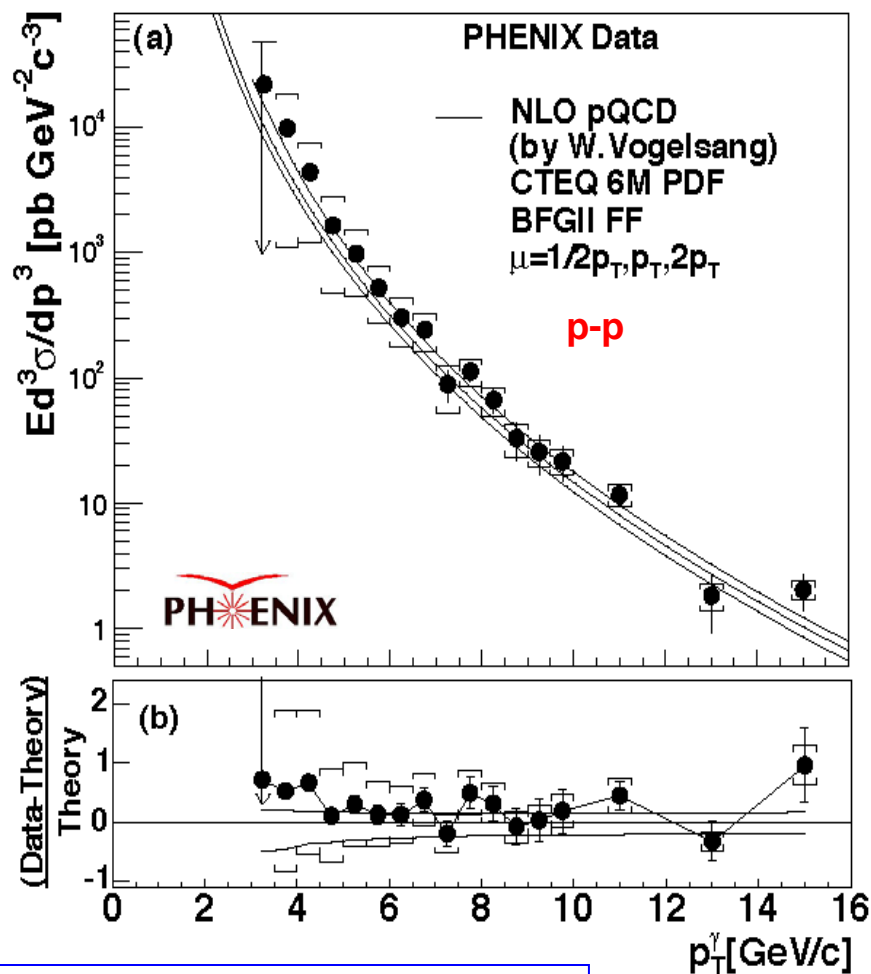 (a)
PHENIX Data
NLO pQCD
(by W.Vogelsang)
CTEQ 6M PDF
BFGII FF
μ=1/2p_T,p_T,2p_T
p-p
Ed³σ/dp³ [pb GeV⁻²c⁻³]
10⁴
10³
10²
10
1
PHENIX
(b)
(Data-Theory)
Theory
2
1
0
-1
0 2 4 6 8 10 12 14 16
p_T^γ[GeV/c]